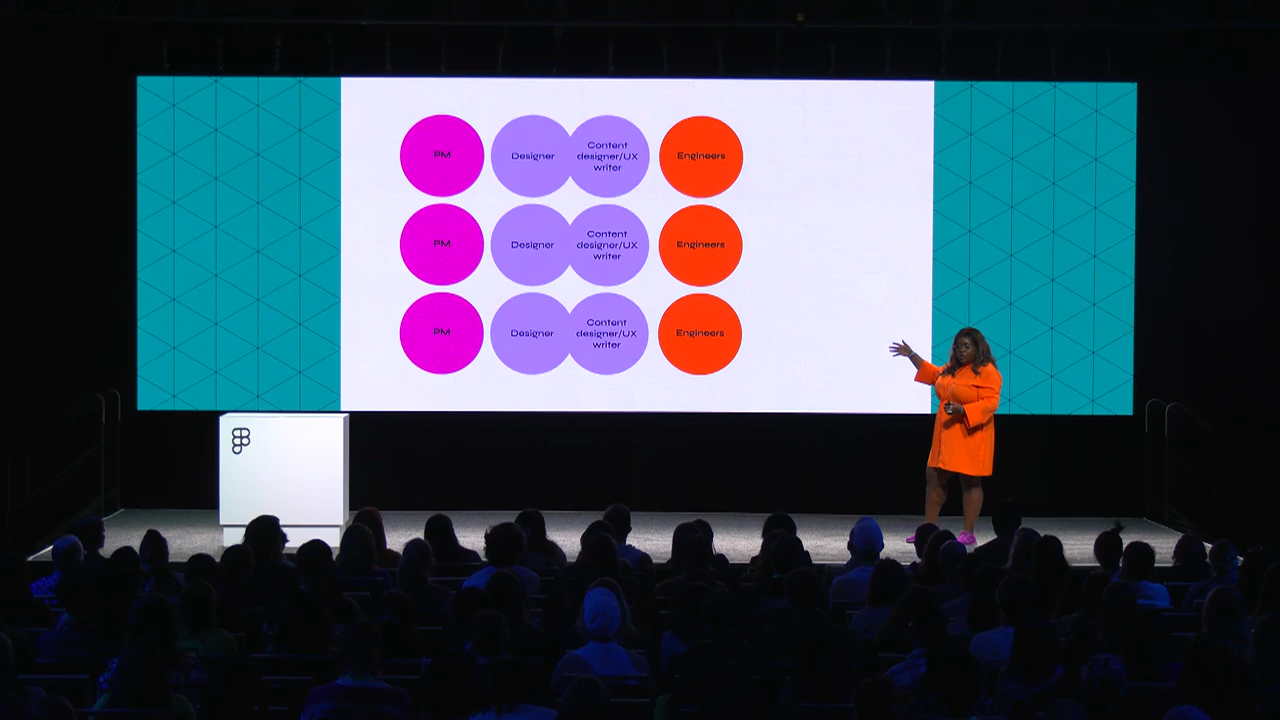 PM
Designer
Content
designer/UX
writer
Engineers
PM
Designer
Content
designer/UX
writer
Engineers
PM
Designer
Content
designer/UX
writer
Engineers